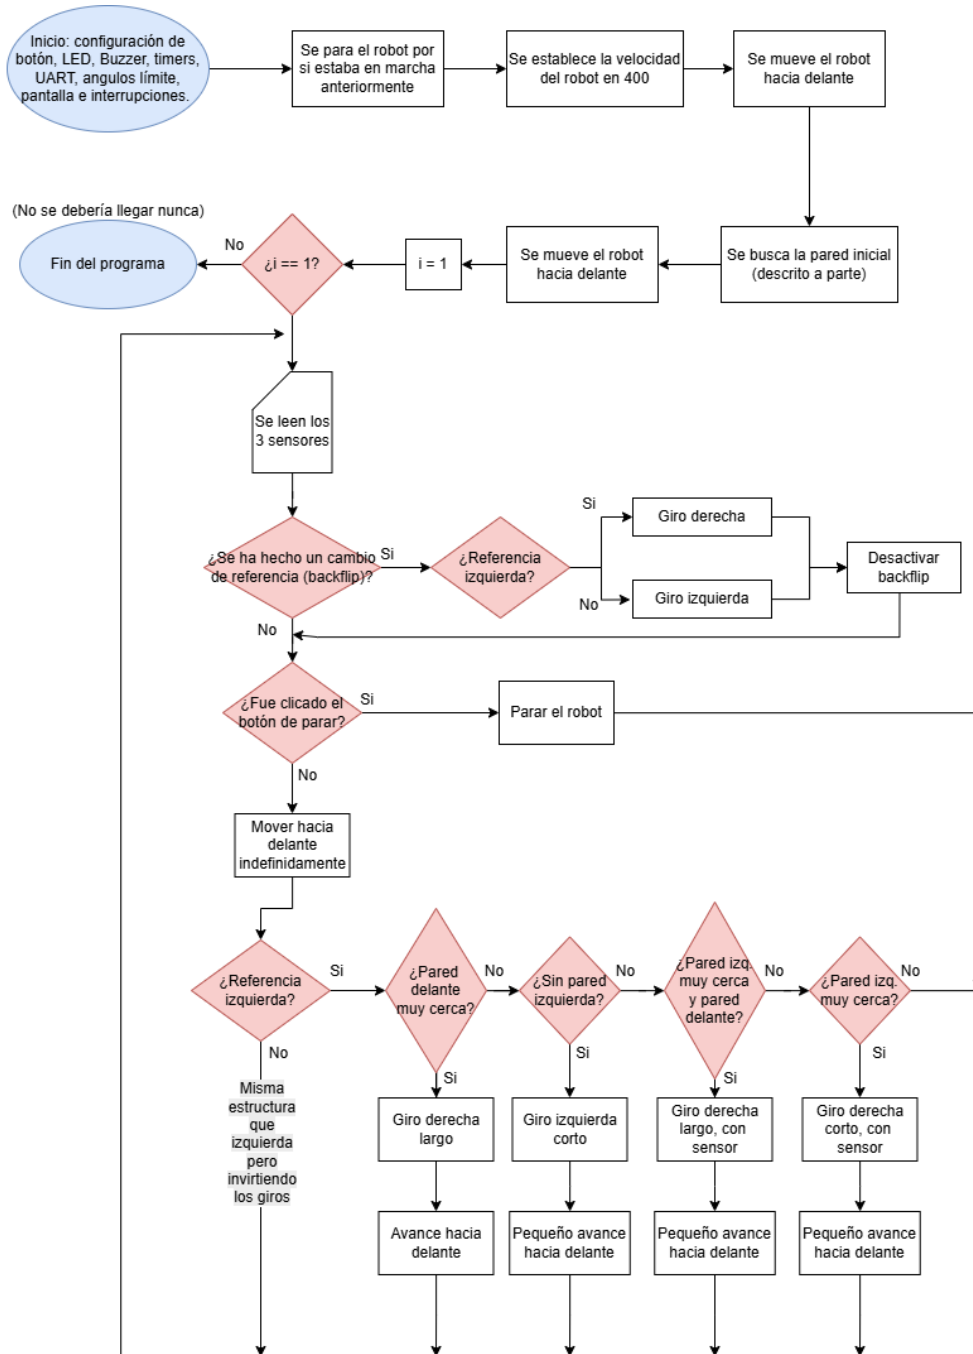 Inicio: configuración de
botón, LED, Buzzer, timers,
UART, angulos límite,
pantalla e interrupciones.
Se para el robot por
si estaba en marcha
anteriormente
Se establece la velocidad
del robot en 400
Se mueve el robot
hacia delante
(No se debería llegar nunca)
Fin del programa
No
¿i == 1?
i = 1
Se mueve el robot
hacia delante
Se busca la pared inicial
(descrito a parte)
Se leen los
3 sensores
¿Se ha hecho un cambio
de referencia (backflip)?
Si
¿Referencia
izquierda?
Si
Giro derecha
No
Giro izquierda
Desactivar
backflip
No
¿Fue clicado el
botón de parar?
Si
Parar el robot
No
Mover hacia
delante
indefinidamente
¿Referencia
izquierda?
Si
¿Pared
delante
muy cerca?
No
¿Sin pared
izquierda?
No
¿Pared izq.
muy cerca
y pared
delante?
No
¿Pared izq.
muy cerca?
No
No
Si
Si
Si
Si
Misma
estructura
que
izquierda
pero
invirtiendo
los giros
Giro derecha
largo
Giro izquierda
corto
Giro derecha
largo, con
sensor
Giro derecha
corto, con
sensor
Avance hacia
delante
Pequeño avance
hacia delante
Pequeño avance
hacia delante
Pequeño avance
hacia delante